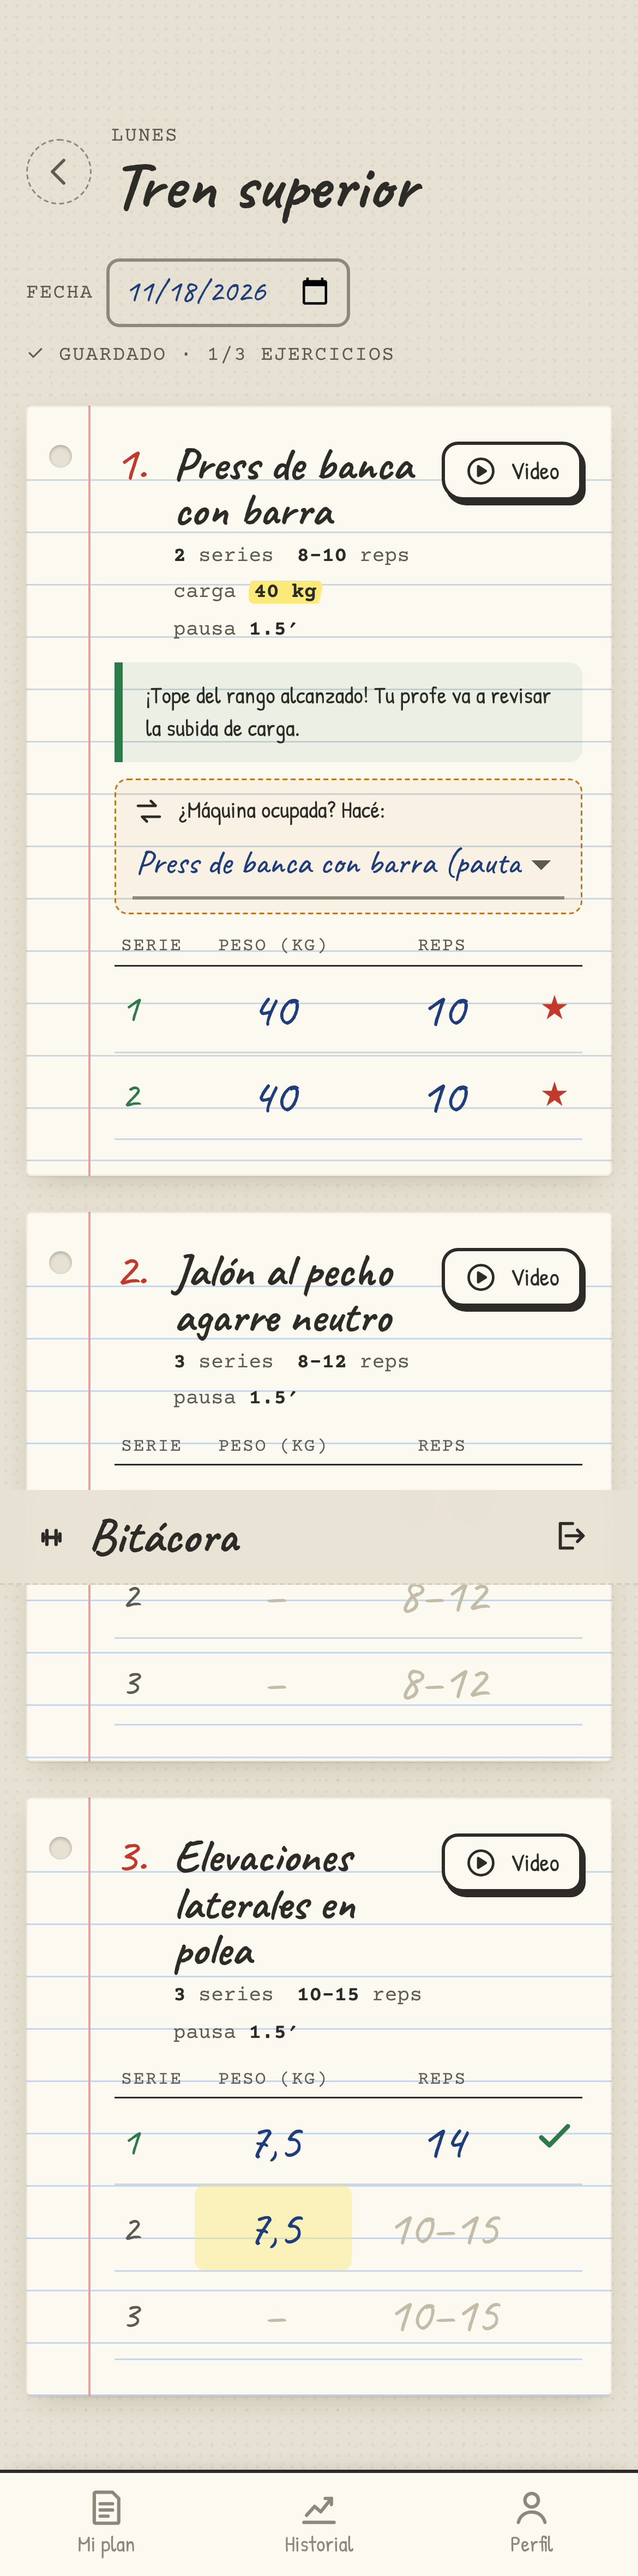 LUNES
Tren superior
FECHA 11/18/2026
✓ GUARDADO · 1/3 EJERCICIOS
1. Press de banca con barra
Video
2 series 8-10 reps
carga 40 kg
pausa 1.5′
¡Tope del rango alcanzado! Tu profe va a revisar
la subida de carga.
¿Máquina ocupada? Hacé:
Press de banca con barra (pauta
SERIE PESO (KG) REPS
1 40 10 ★
2 40 10 ★
2. Jalón al pecho agarre neutro
Video
3 series 8-12 reps
pausa 1.5′
SERIE PESO (KG) REPS
Bitácora
2 – 8–12
3 – 8–12
3. Elevaciones laterales en polea
Video
3 series 10-15 reps
pausa 1.5′
SERIE PESO (KG) REPS
1 7,5 14 ✓
2 7,5 10–15
3 – 10–15
Mi plan Historial Perfil